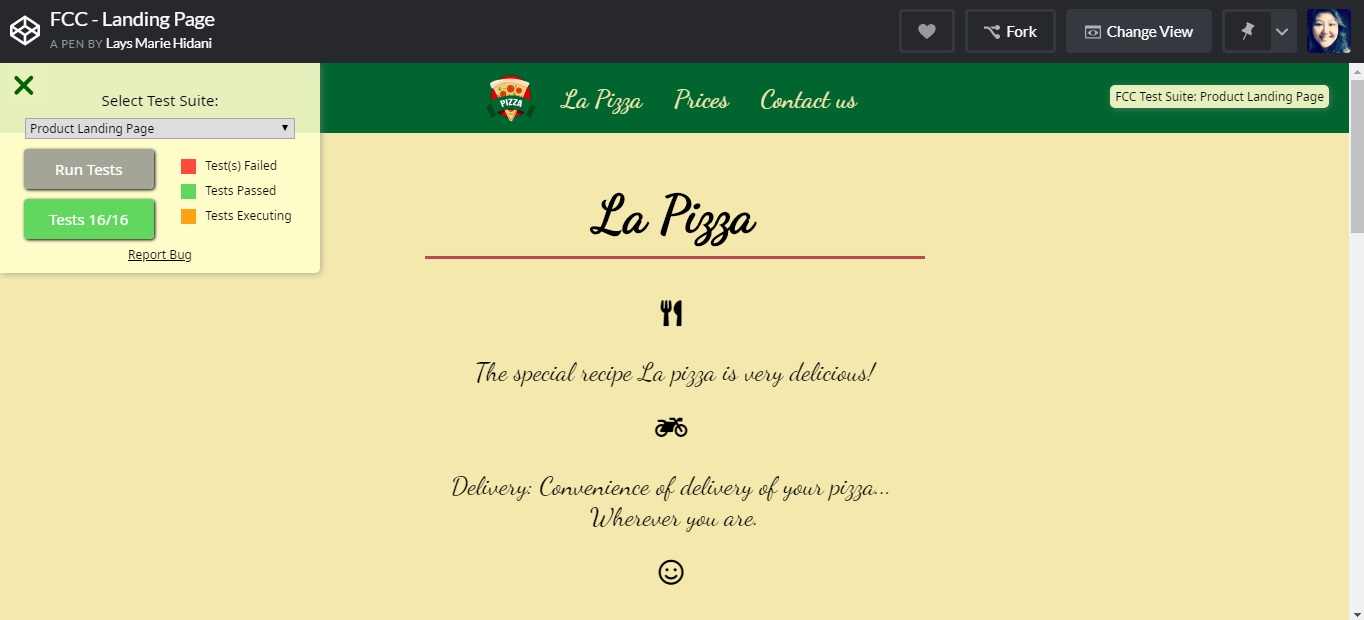 FCC - Landing Page
A PEN BY Lays Marie Hidani
Fork
Change View
Select Test Suite:
Product Landing Page
Run Tests
Tests 16/16
Test(s) Failed
Tests Passed
Tests Executing
Report Bug
PIZZA
La Pizza
Prices
Contact us
FCC Test Suite: Product Landing Page
La Pizza
The special recipe La pizza is very delicious!
Delivery: Convenience of delivery of your pizza...
Wherever you are.